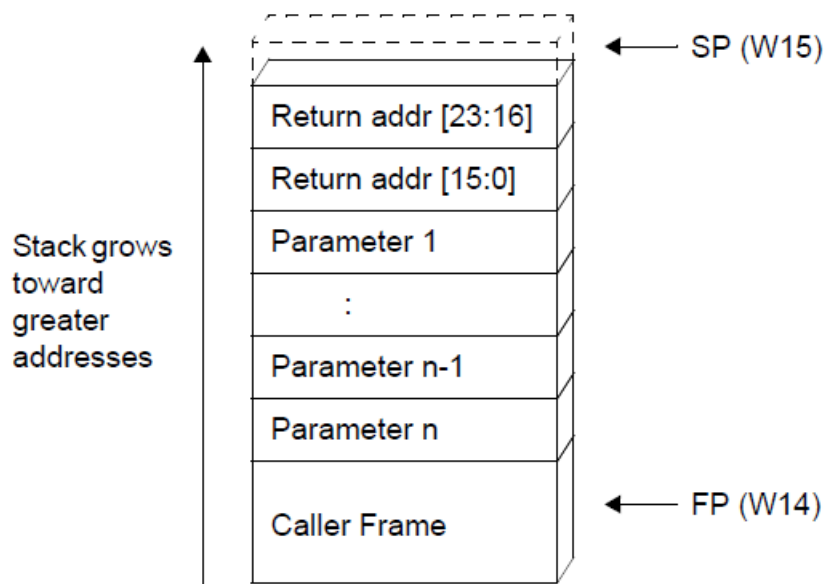 SP (W15)
Return addr [23:16]
Return addr [15:0]
Parameter 1
:
Parameter n-1
Parameter n
Caller Frame
Stack grows
toward
greater
addresses
FP (W14)